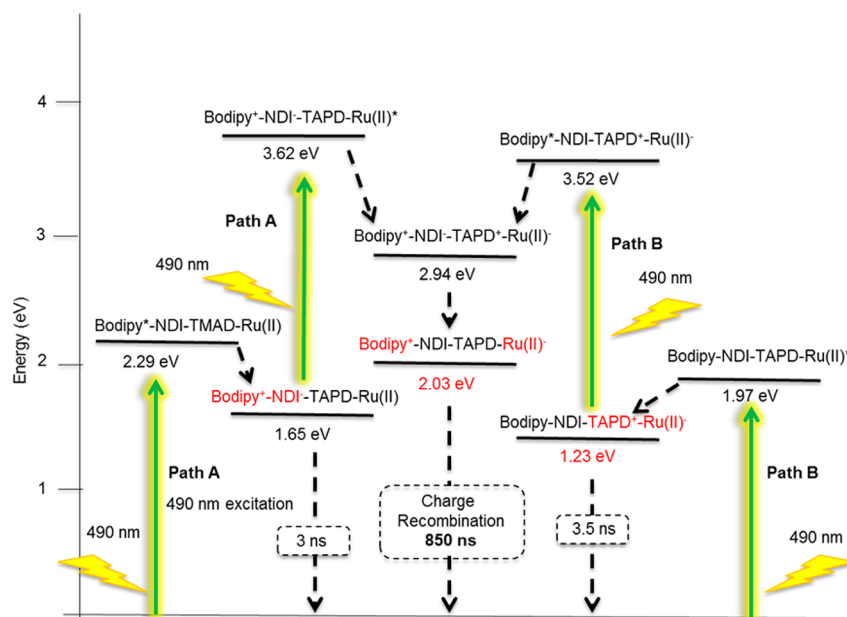 4
Bodipy⁺-NDI⁻-TAPD-Ru(II)*
3.62 eV
Bodipy*-NDI-TAPD⁺-Ru(II)⁻
3.52 eV
Path A
3
Bodipy⁺-NDI⁻-TAPD⁺-Ru(II)⁻
2.94 eV
Path B
490 nm
490 nm
Energy (eV)
Bodipy*-NDI-TMAD-Ru(II)
2.29 eV
2
Bodipy⁺-NDI-TAPD-Ru(II)⁻
2.03 eV
Bodipy-NDI-TAPD-Ru(II)*
1.97 eV
Bodipy⁺-NDI⁻-TAPD-Ru(II)
1.65 eV
Bodipy-NDI-TAPD⁺-Ru(II)⁻
1.23 eV
Path A
Path B
1
490 nm excitation
Charge
Recombination
850 ns
3 ns
3.5 ns
490 nm
490 nm